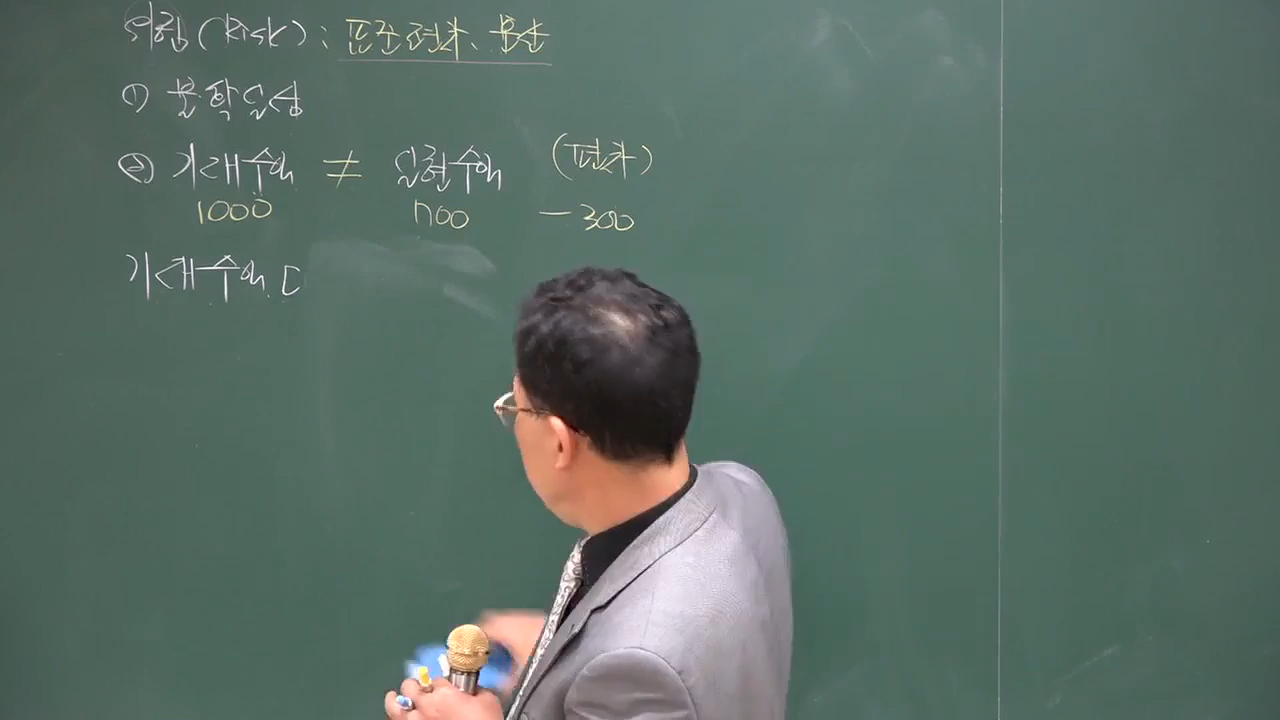 위험(Risk): 표준편차, 분산
① 불확실성
② 기대수익 ≠ 실현수익 (편차)
1000 700 -300
기대수익 [